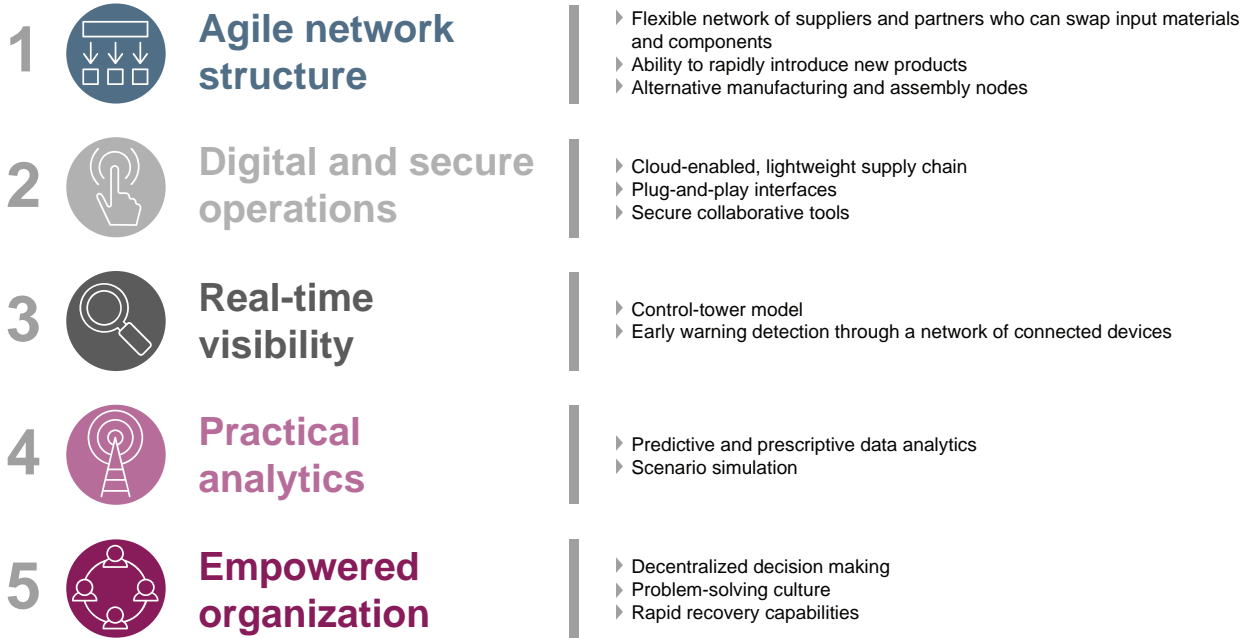 1
Agile network
structure
Flexible network of suppliers and partners who can swap input materials
and components
Ability to rapidly introduce new products
Alternative manufacturing and assembly nodes
2
Digital and secure
operations
Cloud-enabled, lightweight supply chain
Plug-and-play interfaces
Secure collaborative tools
3
Real-time
visibility
Control-tower model
Early warning detection through a network of connected devices
4
Practical
analytics
Predictive and prescriptive data analytics
Scenario simulation
5
Empowered
organization
Decentralized decision making
Problem-solving culture
Rapid recovery capabilities